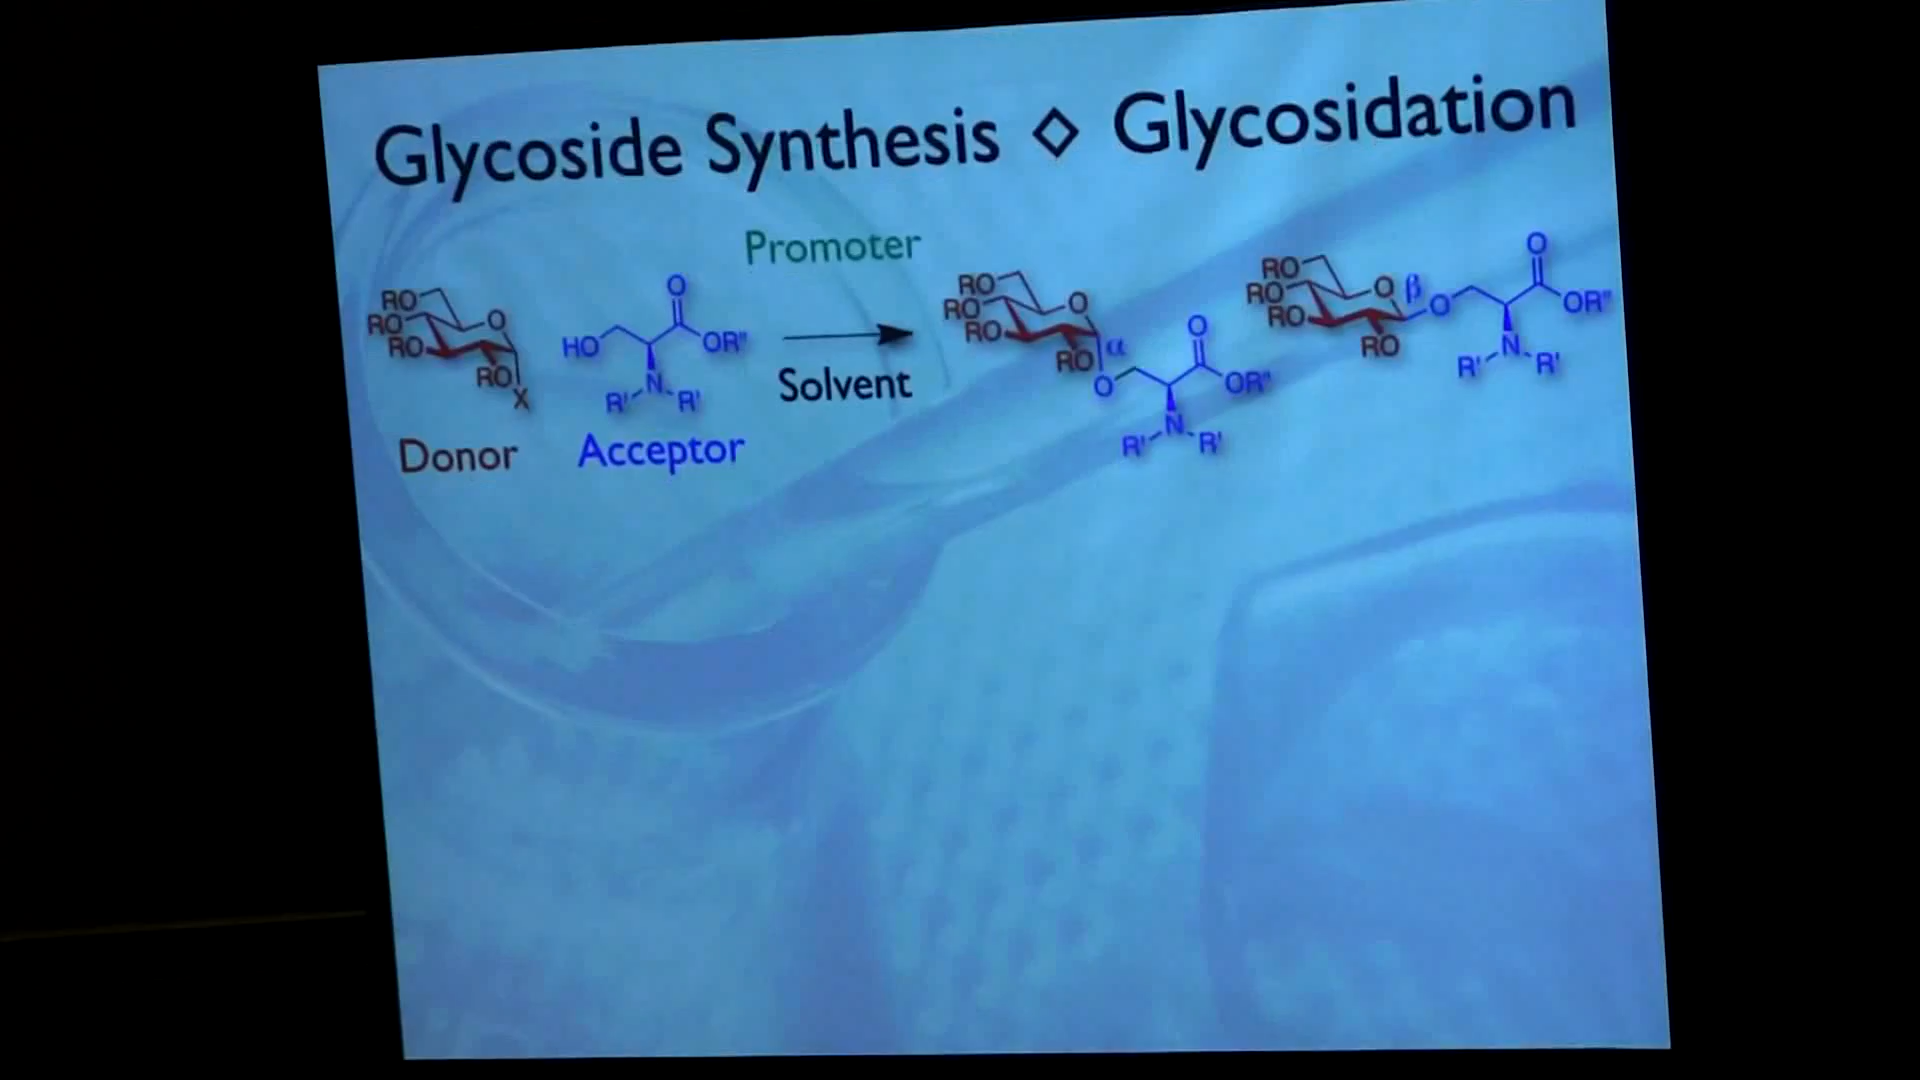 Glycoside Synthesis ◇ Glycosidation
Promoter
Solvent
RO
RO
RO
RO
O
X
Donor
HO
O
OR"
N
R'
R'
Acceptor
RO
RO
RO
RO
O
α
O
O
OR"
N
R'
R'
RO
RO
RO
RO
O
β
O
O
OR"
N
R'
R'